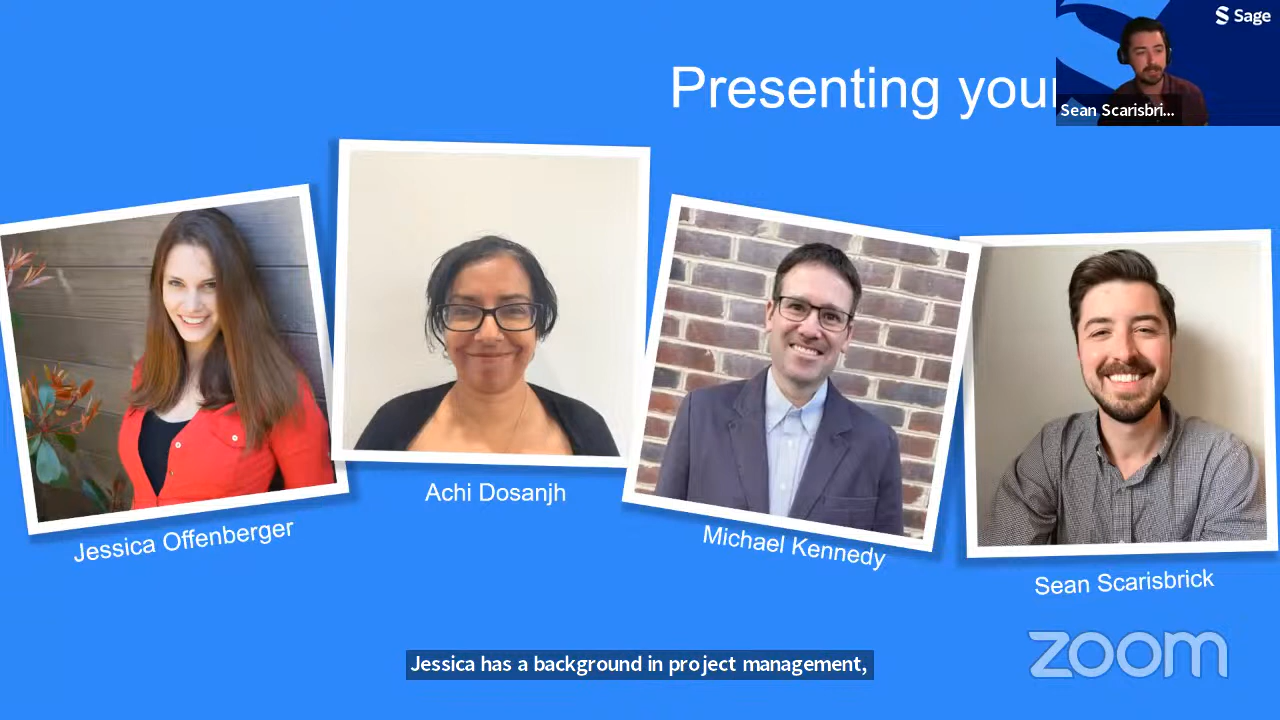 Sage
Presenting your
Sean Scarisbri...
Jessica Offenberger
Achi Dosanjh
Michael Kennedy
Sean Scarisbrick
Jessica has a background in project management,
zoom